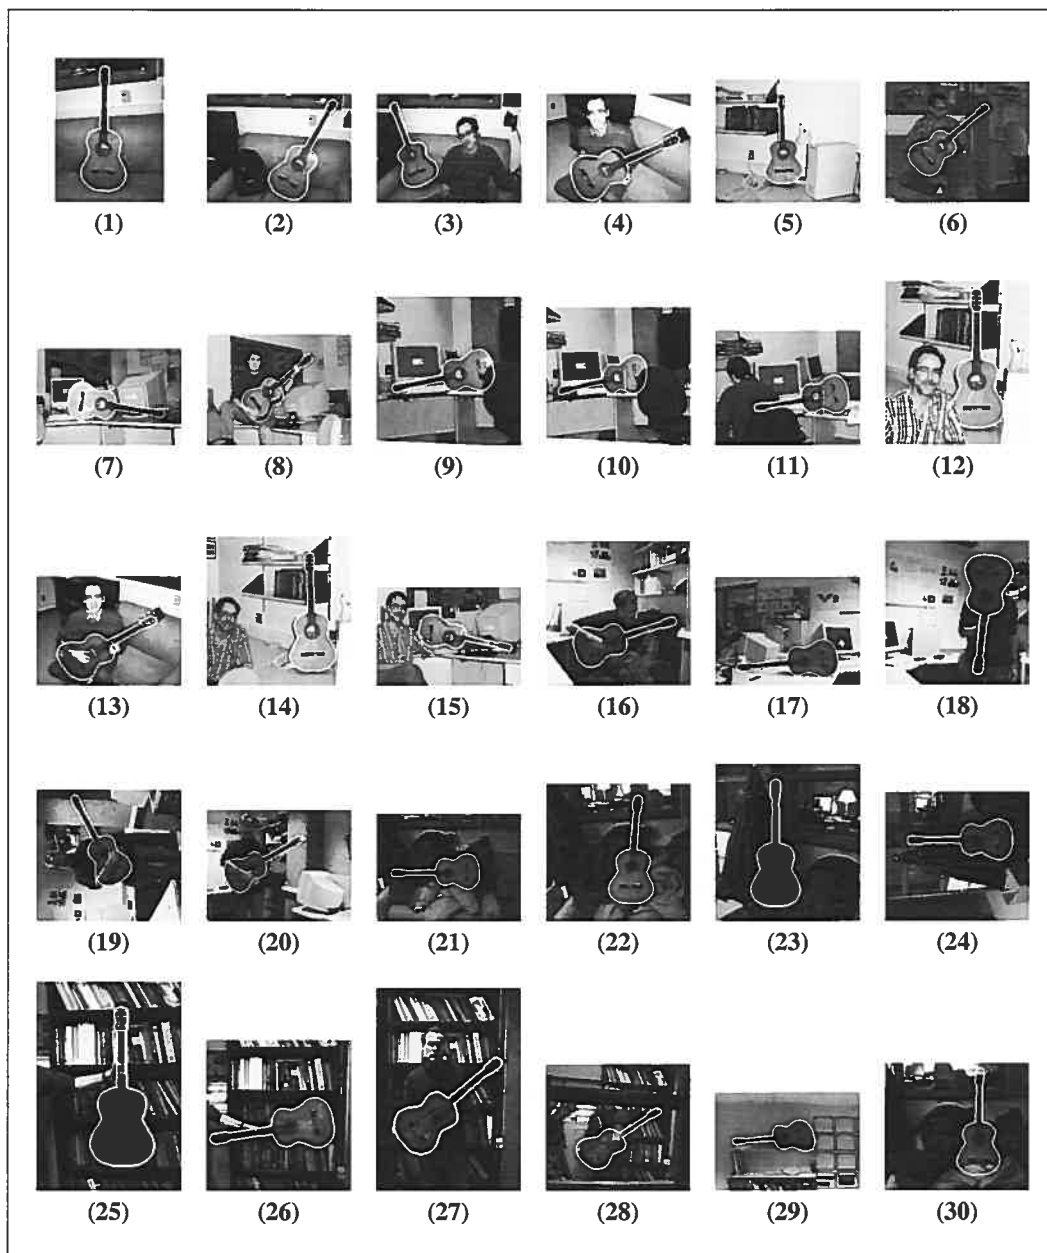 (1) (2) (3) (4) (5) (6)
(7) (8) (9) (10) (11) (12)
(13) (14) (15) (16) (17) (18)
(19) (20) (21) (22) (23) (24)
(25) (26) (27) (28) (29) (30)